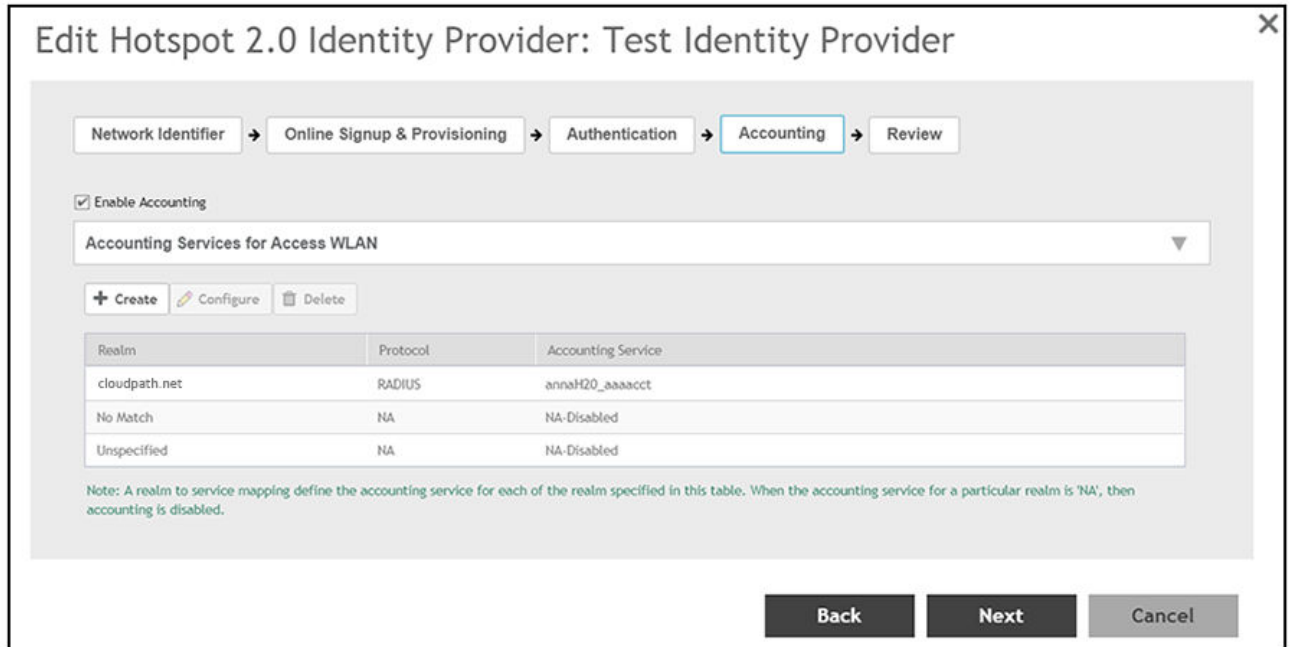 Edit Hotspot 2.0 Identity Provider: Test Identity Provider
Network Identifier Online Signup & Provisioning Authentication Accounting Review
Enable Accounting
Accounting Services for Access WLAN
Create Configure Delete
Realm Protocol Accounting Service
cloudpath.net RADIUS annaH20_aaaacct
No Match NA NA-Disabled
Unspecified NA NA-Disabled
Note: A realm to service mapping define the accounting service for each of the realm specified in this table. When the accounting service for a particular realm is 'NA', then
accounting is disabled.
Back Next Cancel